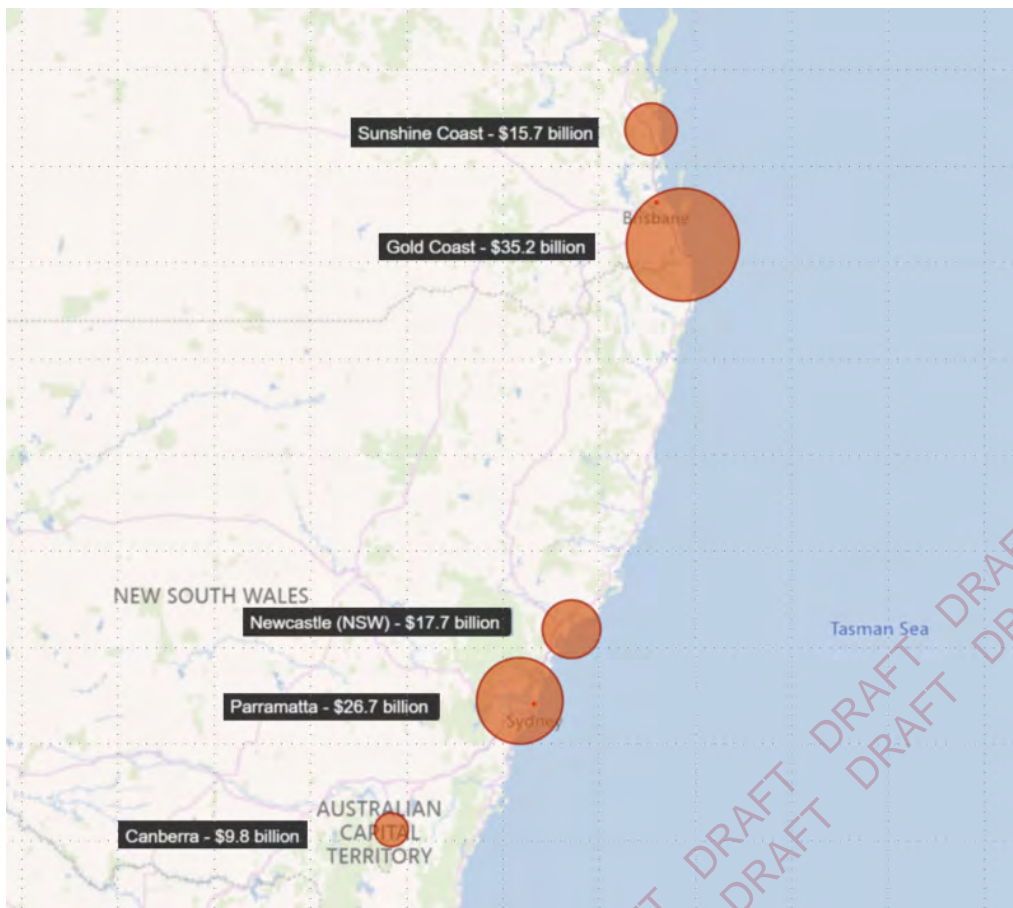 Sunshine Coast - $15.7 billion
Brisbane
Gold Coast - $35.2 billion
NEW SOUTH WALES
Newcastle (NSW) - $17.7 billion
Tasman Sea
Parramatta - $26.7 billion
Sydney
AUSTRALIAN
CAPITAL
TERRITORY
Canberra - $9.8 billion
DRAFT DRAFT DRAFT
DRAFT DRAFT DR